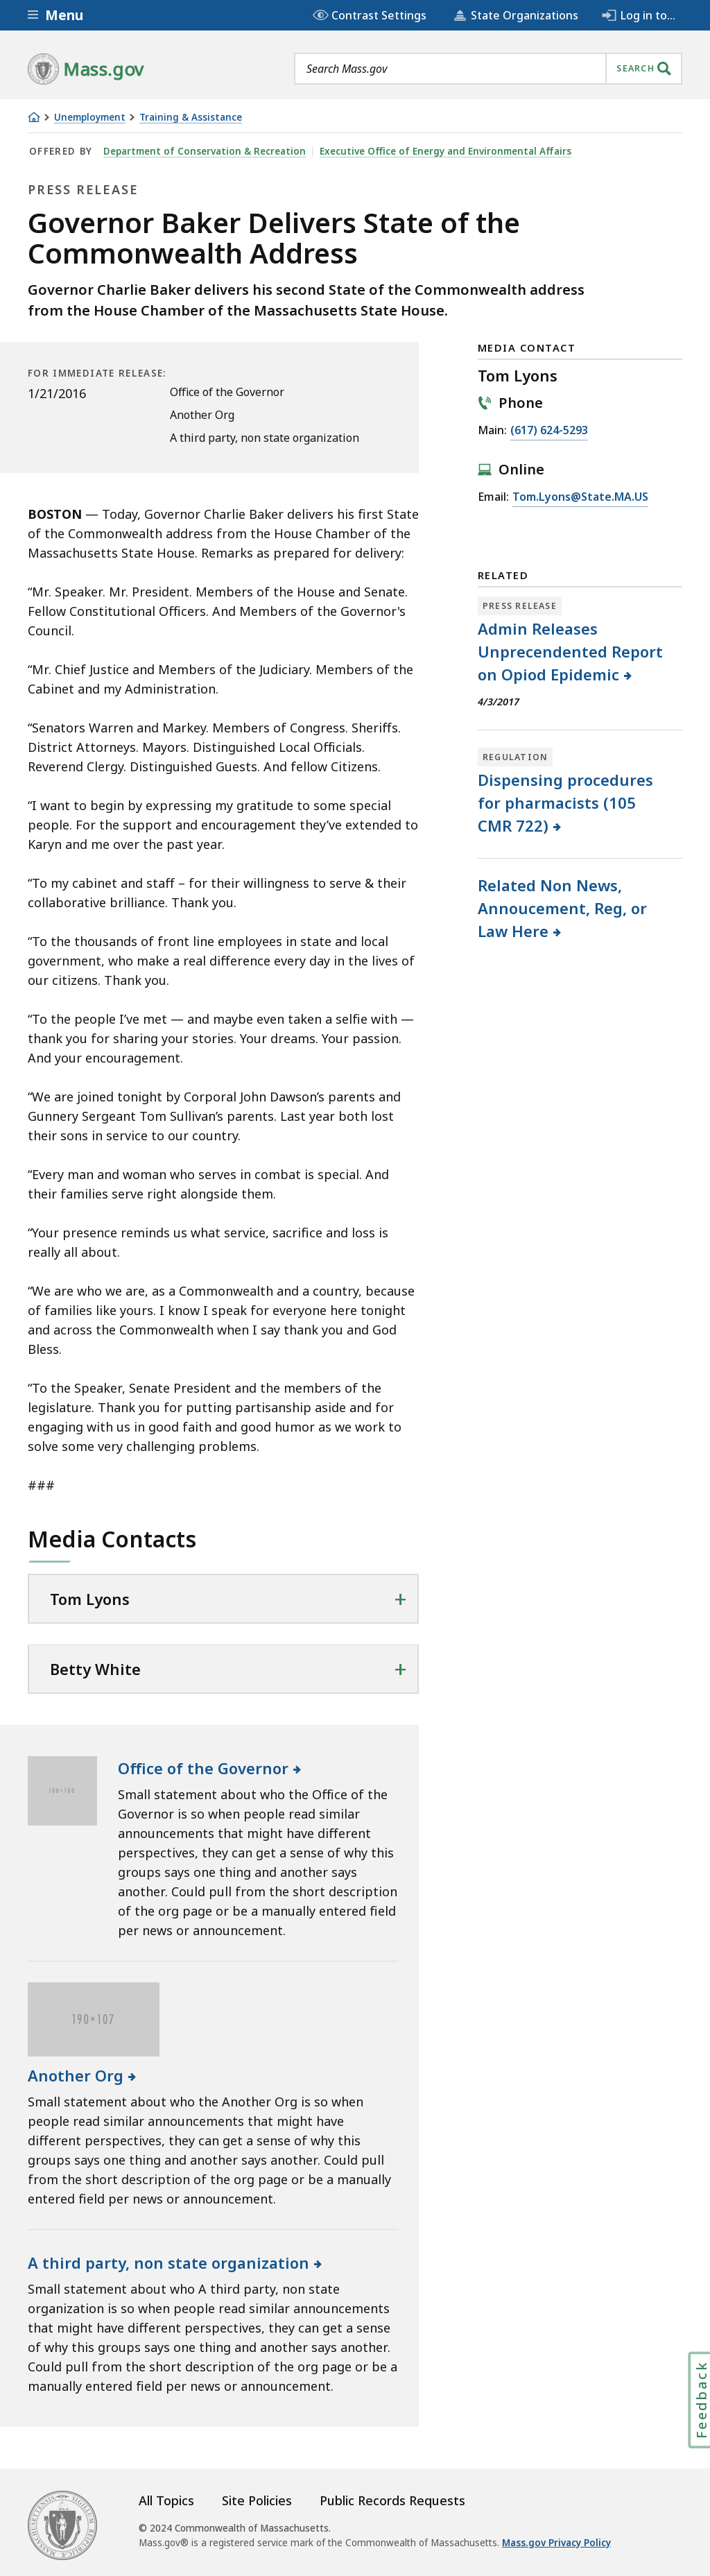 Menu
Contrast Settings
State Organizations
Log in to...
Mass.gov
Search Mass.gov
SEARCH
Unemployment
Training & Assistance
OFFERED BY
Department of Conservation & Recreation
Executive Office of Energy and Environmental Affairs
PRESS RELEASE
Governor Baker Delivers State of the
Commonwealth Address
Governor Charlie Baker delivers his second State of the Commonwealth address
from the House Chamber of the Massachusetts State House.
FOR IMMEDIATE RELEASE:
1/21/2016
Office of the Governor
Another Org
A third party, non state organization
MEDIA CONTACT
Tom Lyons
Phone
Main: (617) 624-5293
Online
Email: Tom.Lyons@State.MA.US
BOSTON — Today, Governor Charlie Baker delivers his first State
of the Commonwealth address from the House Chamber of the
Massachusetts State House. Remarks as prepared for delivery:
“Mr. Speaker. Mr. President. Members of the House and Senate.
Fellow Constitutional Officers. And Members of the Governor's
Council.
“Mr. Chief Justice and Members of the Judiciary. Members of the
Cabinet and my Administration.
“Senators Warren and Markey. Members of Congress. Sheriffs.
District Attorneys. Mayors. Distinguished Local Officials.
Reverend Clergy. Distinguished Guests. And fellow Citizens.
“I want to begin by expressing my gratitude to some special
people. For the support and encouragement they’ve extended to
Karyn and me over the past year.
“To my cabinet and staff – for their willingness to serve & their
collaborative brilliance. Thank you.
“To the thousands of front line employees in state and local
government, who make a real difference every day in the lives of
our citizens. Thank you.
“To the people I’ve met — and maybe even taken a selfie with —
thank you for sharing your stories. Your dreams. Your passion.
And your encouragement.
“We are joined tonight by Corporal John Dawson’s parents and
Gunnery Sergeant Tom Sullivan’s parents. Last year both lost
their sons in service to our country.
“Every man and woman who serves in combat is special. And
their families serve right alongside them.
“Your presence reminds us what service, sacrifice and loss is
really all about.
“We are who we are, as a Commonwealth and a country, because
of families like yours. I know I speak for everyone here tonight
and across the Commonwealth when I say thank you and God
Bless.
“To the Speaker, Senate President and the members of the
legislature. Thank you for putting partisanship aside and for
engaging with us in good faith and good humor as we work to
solve some very challenging problems.
###
RELATED
PRESS RELEASE
Admin Releases
Unprecendented Report
on Opiod Epidemic
4/3/2017
REGULATION
Dispensing procedures
for pharmacists (105
CMR 722)
Related Non News,
Annoucement, Reg, or
Law Here
Media Contacts
Tom Lyons
Betty White
100×100
Office of the Governor
Small statement about who the Office of the
Governor is so when people read similar
announcements that might have different
perspectives, they can get a sense of why this
groups says one thing and another says
another. Could pull from the short description
of the org page or be a manually entered field
per news or announcement.
190×107
Another Org
Small statement about who the Another Org is so when
people read similar announcements that might have
different perspectives, they can get a sense of why this
groups says one thing and another says another. Could pull
from the short description of the org page or be a manually
entered field per news or announcement.
A third party, non state organization
Small statement about who A third party, non state
organization is so when people read similar announcements
that might have different perspectives, they can get a sense
of why this groups says one thing and another says another.
Could pull from the short description of the org page or be a
manually entered field per news or announcement.
Feedback
All Topics
Site Policies
Public Records Requests
© 2024 Commonwealth of Massachusetts.
Mass.gov® is a registered service mark of the Commonwealth of Massachusetts. Mass.gov Privacy Policy